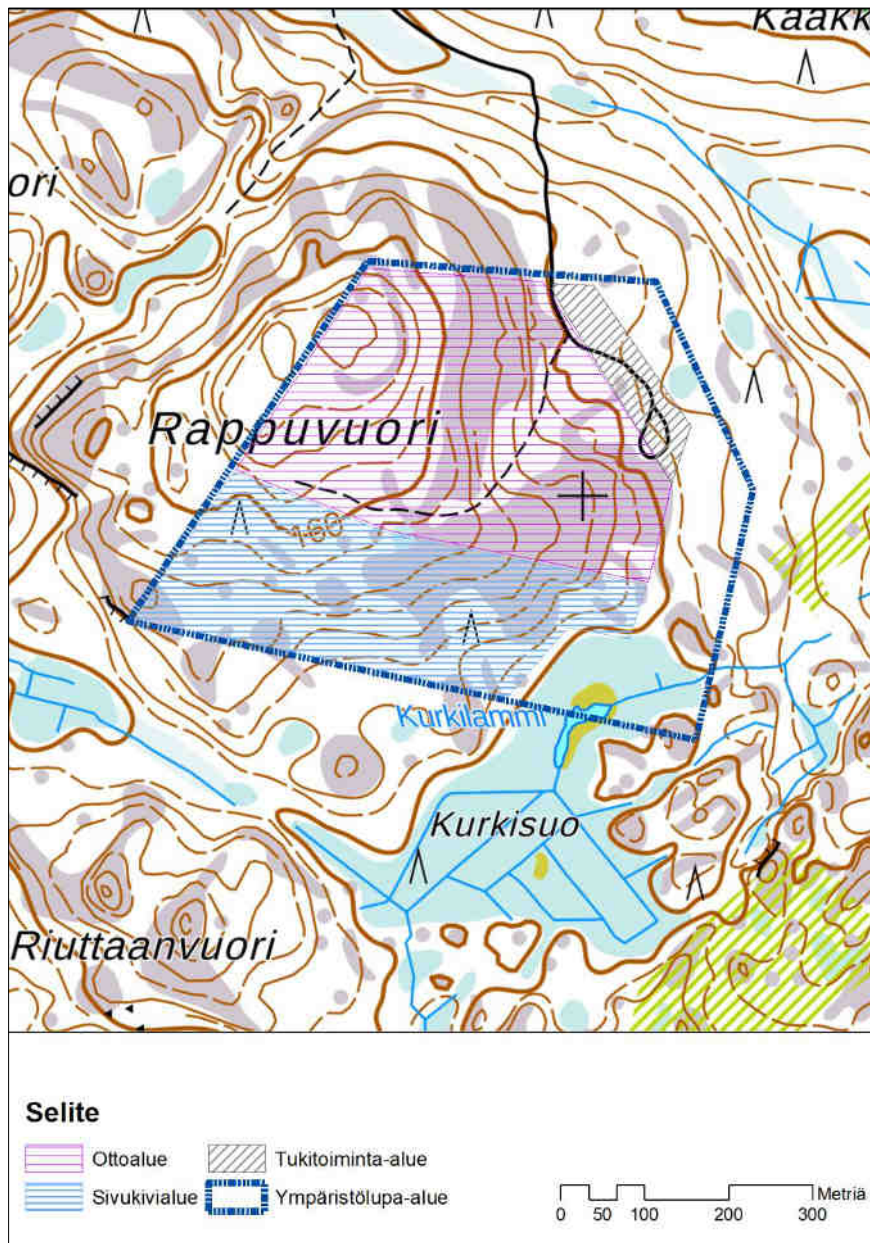 Kaakk
ori
Rappuvuori
160
Kurkilammi
Kurkisuo
Riuttaanvuori
Selite
Ottoalue
Tukitoiminta-alue
Sivukivialue
Ympäristölupa-alue
Metriä
0 50 100 200 300